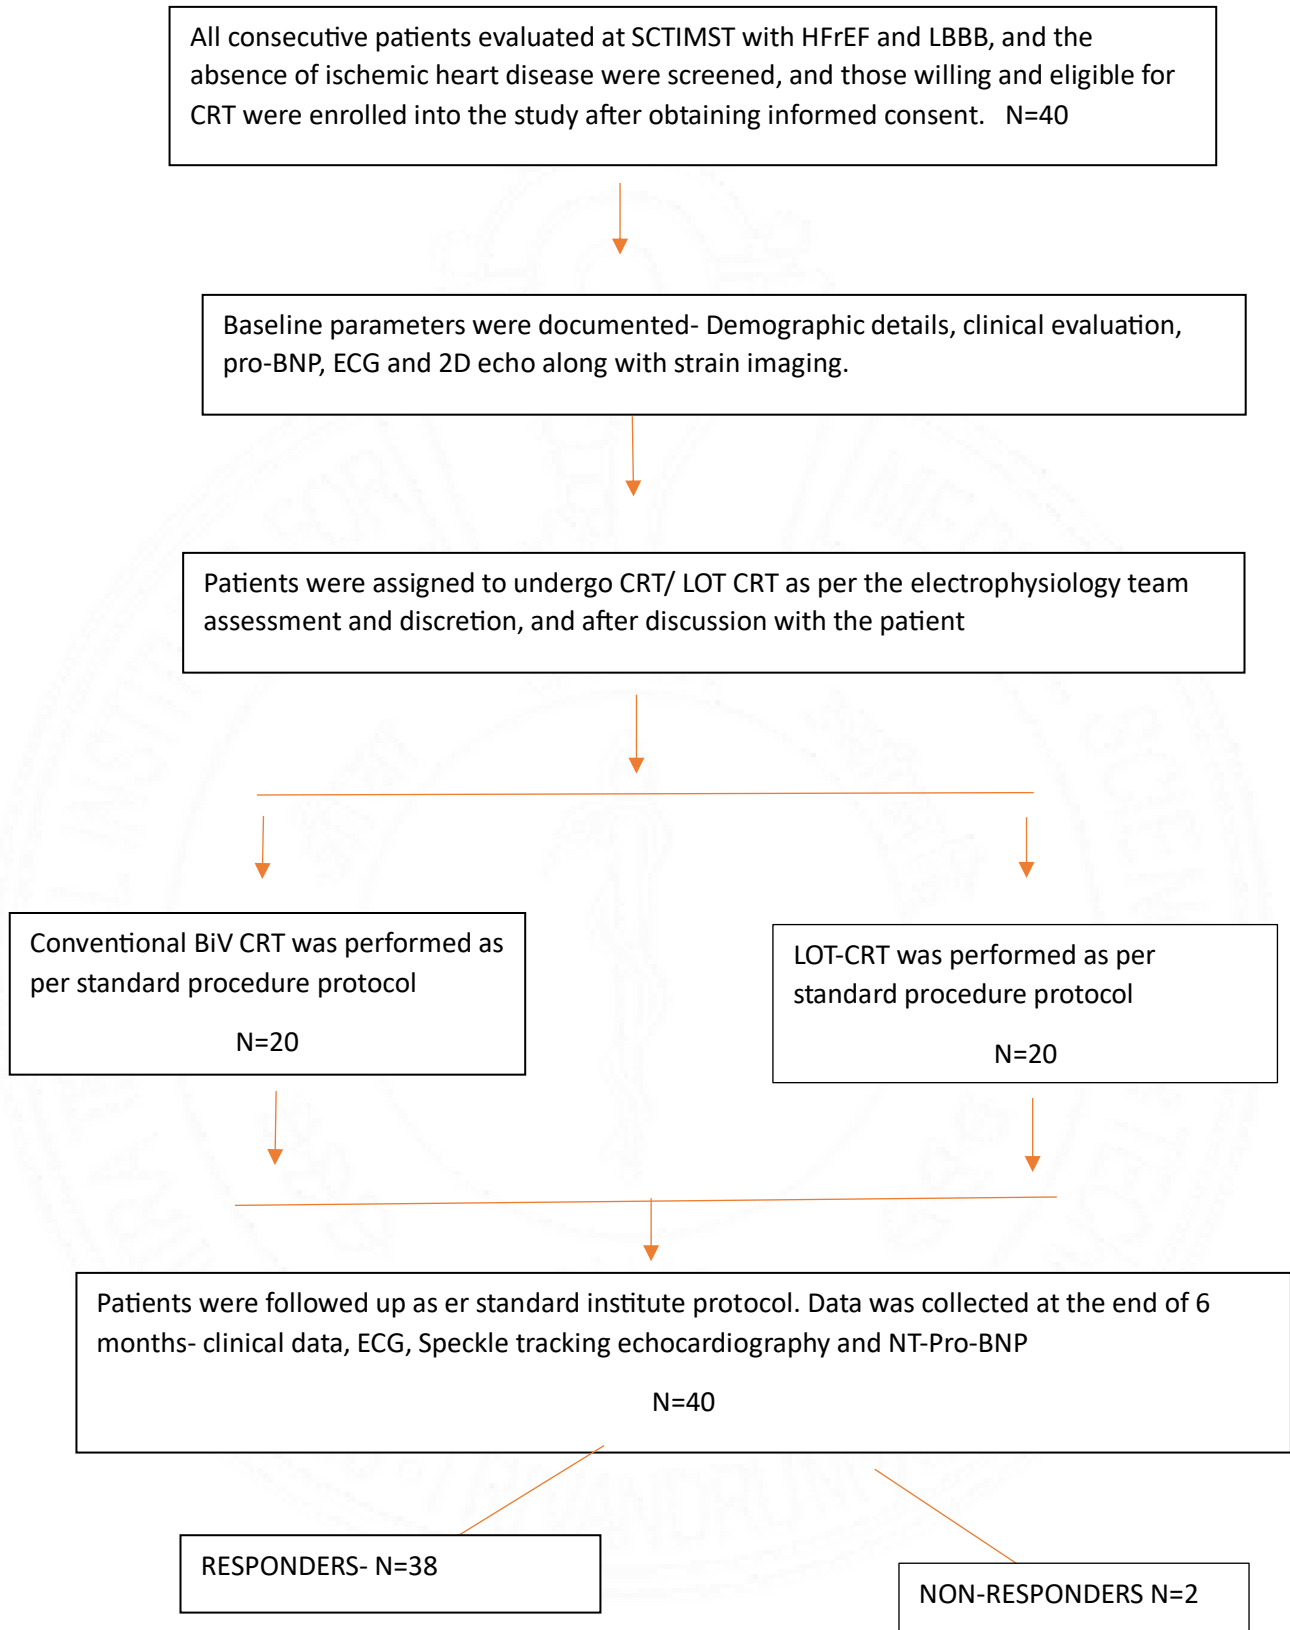 All consecutive patients evaluated at SCTIMST with HFrEF and LBBB, and the
absence of ischemic heart disease were screened, and those willing and eligible for
CRT were enrolled into the study after obtaining informed consent.   N=40
Baseline parameters were documented- Demographic details, clinical evaluation,
pro-BNP, ECG and 2D echo along with strain imaging.
Patients were assigned to undergo CRT/ LOT CRT as per the electrophysiology team
assessment and discretion, and after discussion with the patient
Conventional BiV CRT was performed as
per standard procedure protocol
N=20
LOT-CRT was performed as per
standard procedure protocol
N=20
Patients were followed up as er standard institute protocol. Data was collected at the end of 6
months- clinical data, ECG, Speckle tracking echocardiography and NT-Pro-BNP
N=40
RESPONDERS- N=38
NON-RESPONDERS N=2